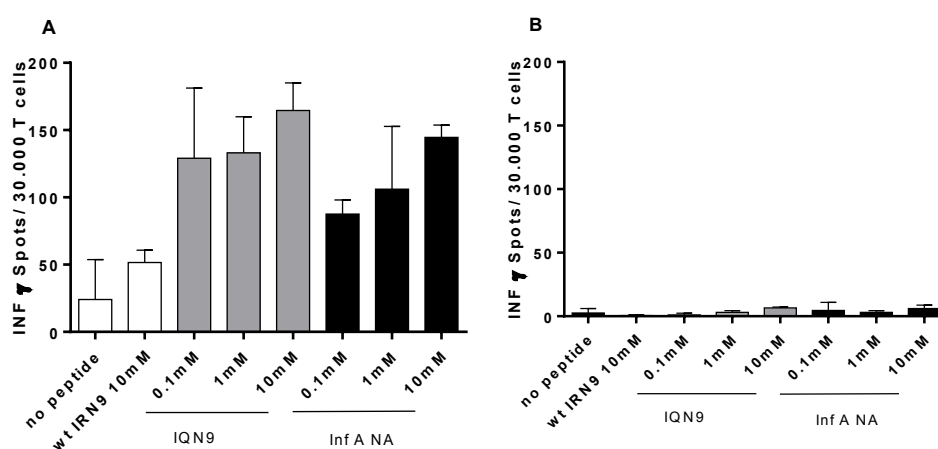 A
INF γ Spots/ 30.000 T cells
200
150
100
50
0
no peptide
wt IRN9 10mM
0.1mM
1mM
10mM
0.1mM
1mM
10mM
IQN9
Inf A NA
B
INF γ Spots/ 30.000 T cells
200
150
100
50
0
no peptide
wt IRN9 10mM
0.1mM
1mM
10mM
0.1mM
1mM
10mM
IQN9
Inf A NA